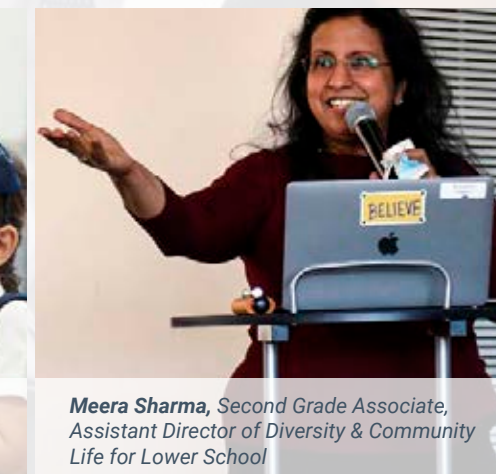 BELIEVE
Meera Sharma, Second Grade Associate,
Assistant Director of Diversity & Community
Life for Lower School